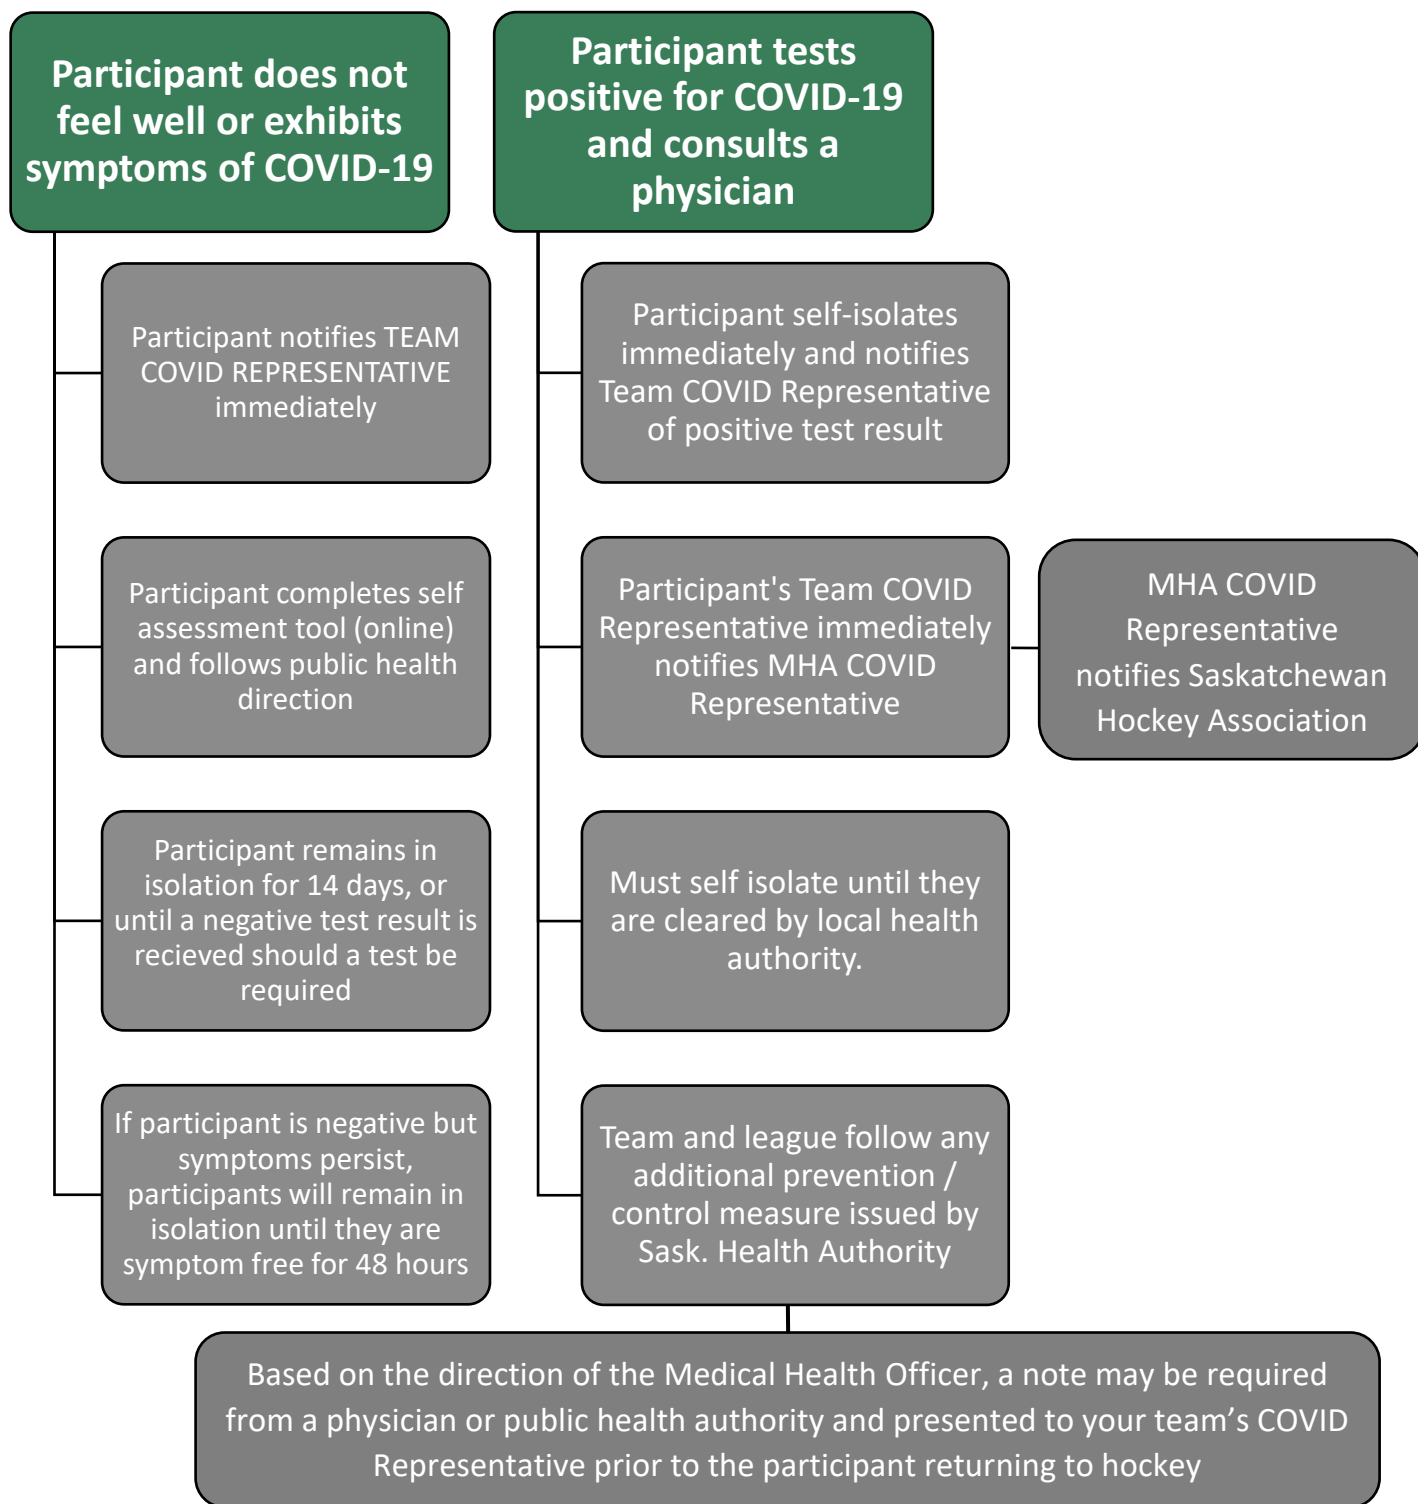 Participant does not
feel well or exhibits
symptoms of COVID-19
Participant notifies TEAM
COVID REPRESENTATIVE
immediately
Participant completes self
assessment tool (online)
and follows public health
direction
Participant remains in
isolation for 14 days, or
until a negative test result is
recieved should a test be
required
If participant is negative but
symptoms persist,
participants will remain in
isolation until they are
symptom free for 48 hours
Participant tests
positive for COVID-19
and consults a
physician
Participant self-isolates
immediately and notifies
Team COVID Representative
of positive test result
Participant's Team COVID
Representative immediately
notifies MHA COVID
Representative
MHA COVID
Representative
notifies Saskatchewan
Hockey Association
Must self isolate until they
are cleared by local health
authority.
Team and league follow any
additional prevention /
control measure issued by
Sask. Health Authority
Based on the direction of the Medical Health Officer, a note may be required
from a physician or public health authority and presented to your team’s COVID
Representative prior to the participant returning to hockey